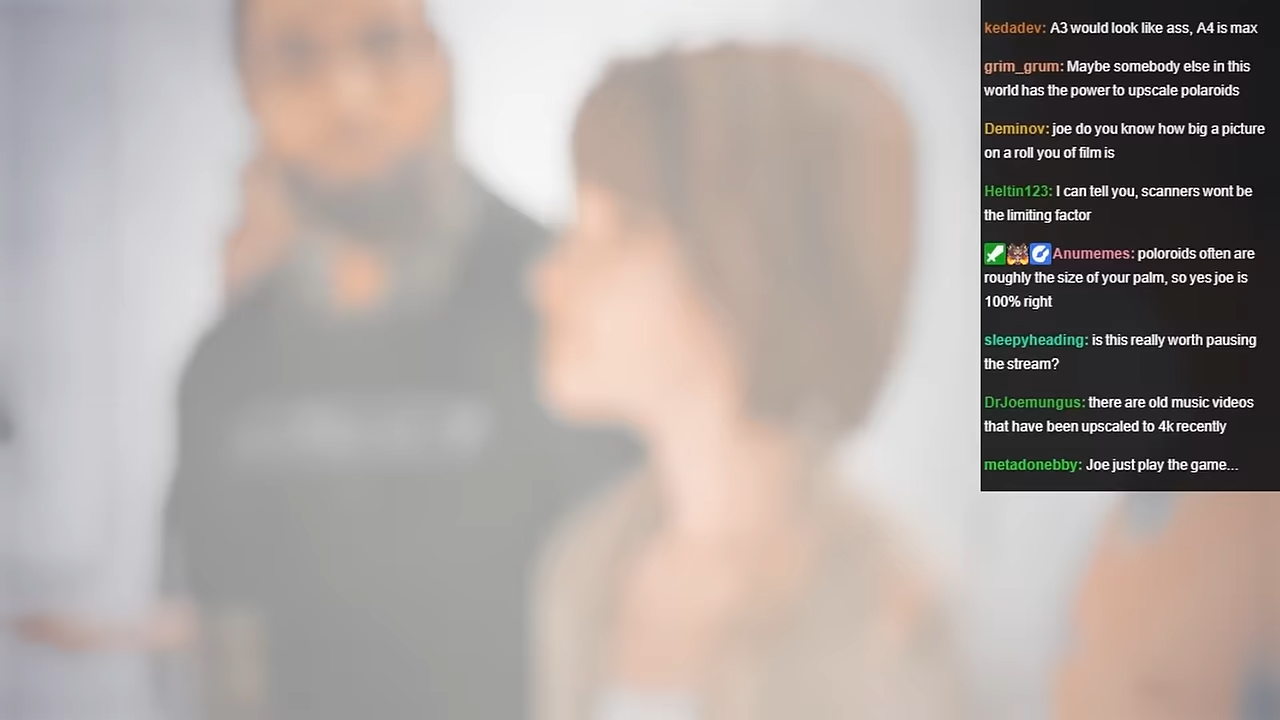 kedadev: A3 would look like ass, A4 is max
grim_grum: Maybe somebody else in this
world has the power to upscale polaroids
Deminov: joe do you know how big a picture
on a roll you of film is
Heltin123: I can tell you, scanners wont be
the limiting factor
Anumemes: poloroids often are
roughly the size of your palm, so yes joe is
100% right
sleepyheading: is this really worth pausing
the stream?
DrJoemungus: there are old music videos
that have been upscaled to 4k recently
metadonebby: Joe just play the game...